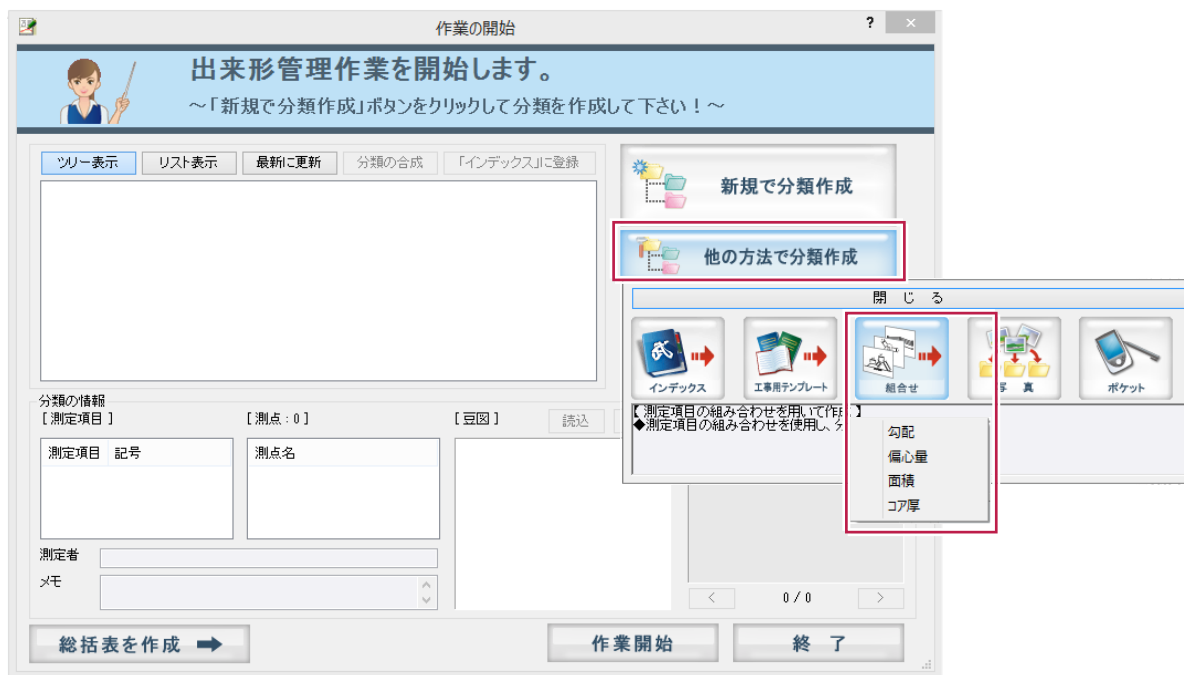 作業の開始
?
出来形管理作業を開始します。
～「新規で分類作成」ボタンをクリックして分類を作成して下さい！～
ツリー表示 リスト表示 最新に更新 分類の合成 「インデックス」に登録
新規で分類作成
他の方法で分類作成
閉じる
インデックス 工事用テンプレート 組合せ 写 真 ポケット
【測定項目の組み合わせを用いて作成】
◆測定項目の組み合わせを使用し、
勾配
偏心量
面積
コア厚
分類の情報
[測定項目] [測点：0] [豆図] 読込
測定項目 記号 測点名
測定者
メモ
< 0/0 >
総括表を作成 作業開始 終 了